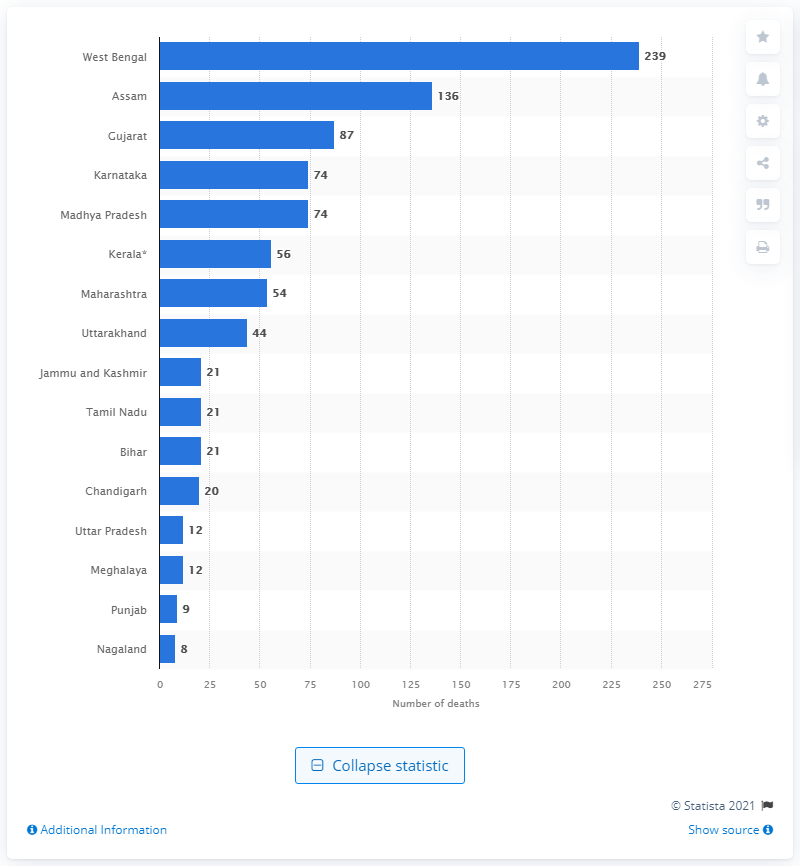 West Bengal 239
Assam 136
Gujarat 87
Karnataka 74
Madhya Pradesh 74
Kerala* 56
Maharashtra 54
Uttarakhand 44
Jammu and Kashmir 21
Tamil Nadu 21
Bihar 21
Chandigarh 20
Uttar Pradesh 12
Meghalaya 12
Punjab 9
Nagaland 8
0 25 50 75 100 125 150 175 200 225 250 275
Number of deaths
Collapse statistic
© Statista 2021
Additional Information Show source